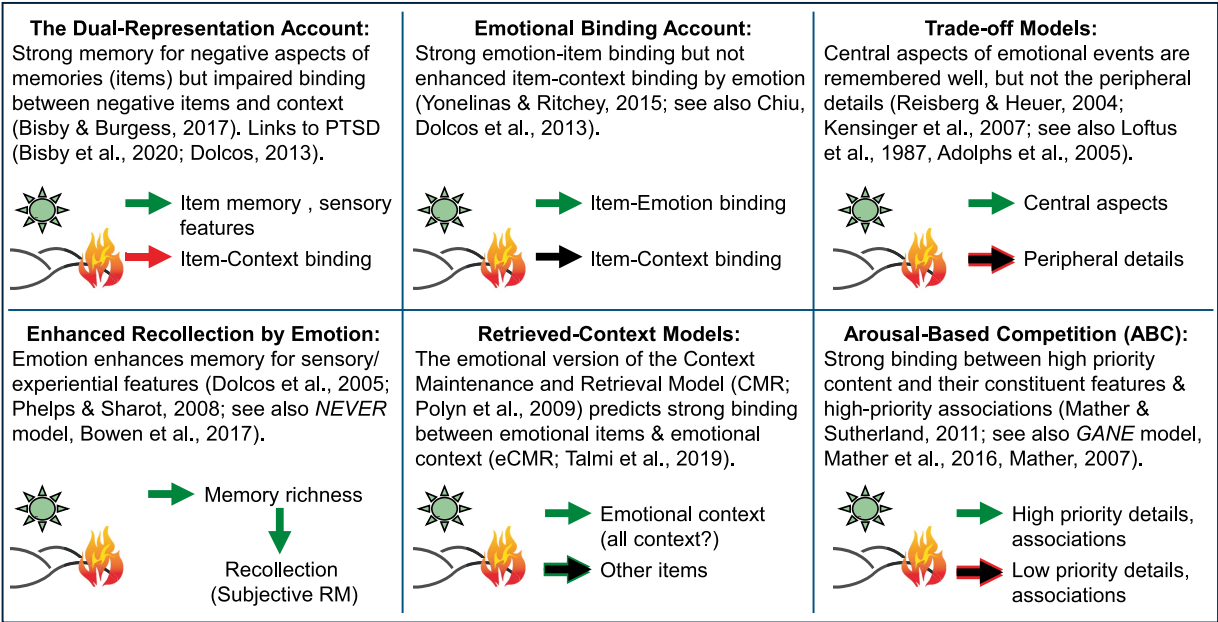 The Dual-Representation Account:
Strong memory for negative aspects of
memories (items) but impaired binding
between negative items and context
(Bisby & Burgess, 2017). Links to PTSD
(Bisby et al., 2020; Dolcos, 2013).
Item memory , sensory
features
Item-Context binding
Emotional Binding Account:
Strong emotion-item binding but not
enhanced item-context binding by emotion
(Yonelinas & Ritchey, 2015; see also Chiu,
Dolcos et al., 2013).
Item-Emotion binding
Item-Context binding
Trade-off Models:
Central aspects of emotional events are
remembered well, but not the peripheral
details (Reisberg & Heuer, 2004;
Kensinger et al., 2007; see also Loftus
et al., 1987, Adolphs et al., 2005).
Central aspects
Peripheral details
Enhanced Recollection by Emotion:
Emotion enhances memory for sensory/
experiential features (Dolcos et al., 2005;
Phelps & Sharot, 2008; see also NEVER
model, Bowen et al., 2017).
Memory richness
Recollection
(Subjective RM)
Retrieved-Context Models:
The emotional version of the Context
Maintenance and Retrieval Model (CMR;
Polyn et al., 2009) predicts strong binding
between emotional items & emotional
context (eCMR; Talmi et al., 2019).
Emotional context
(all context?)
Other items
Arousal-Based Competition (ABC):
Strong binding between high priority
content and their constituent features &
high-priority associations (Mather &
Sutherland, 2011; see also GANE model,
Mather et al., 2016, Mather, 2007).
High priority details,
associations
Low priority details,
associations